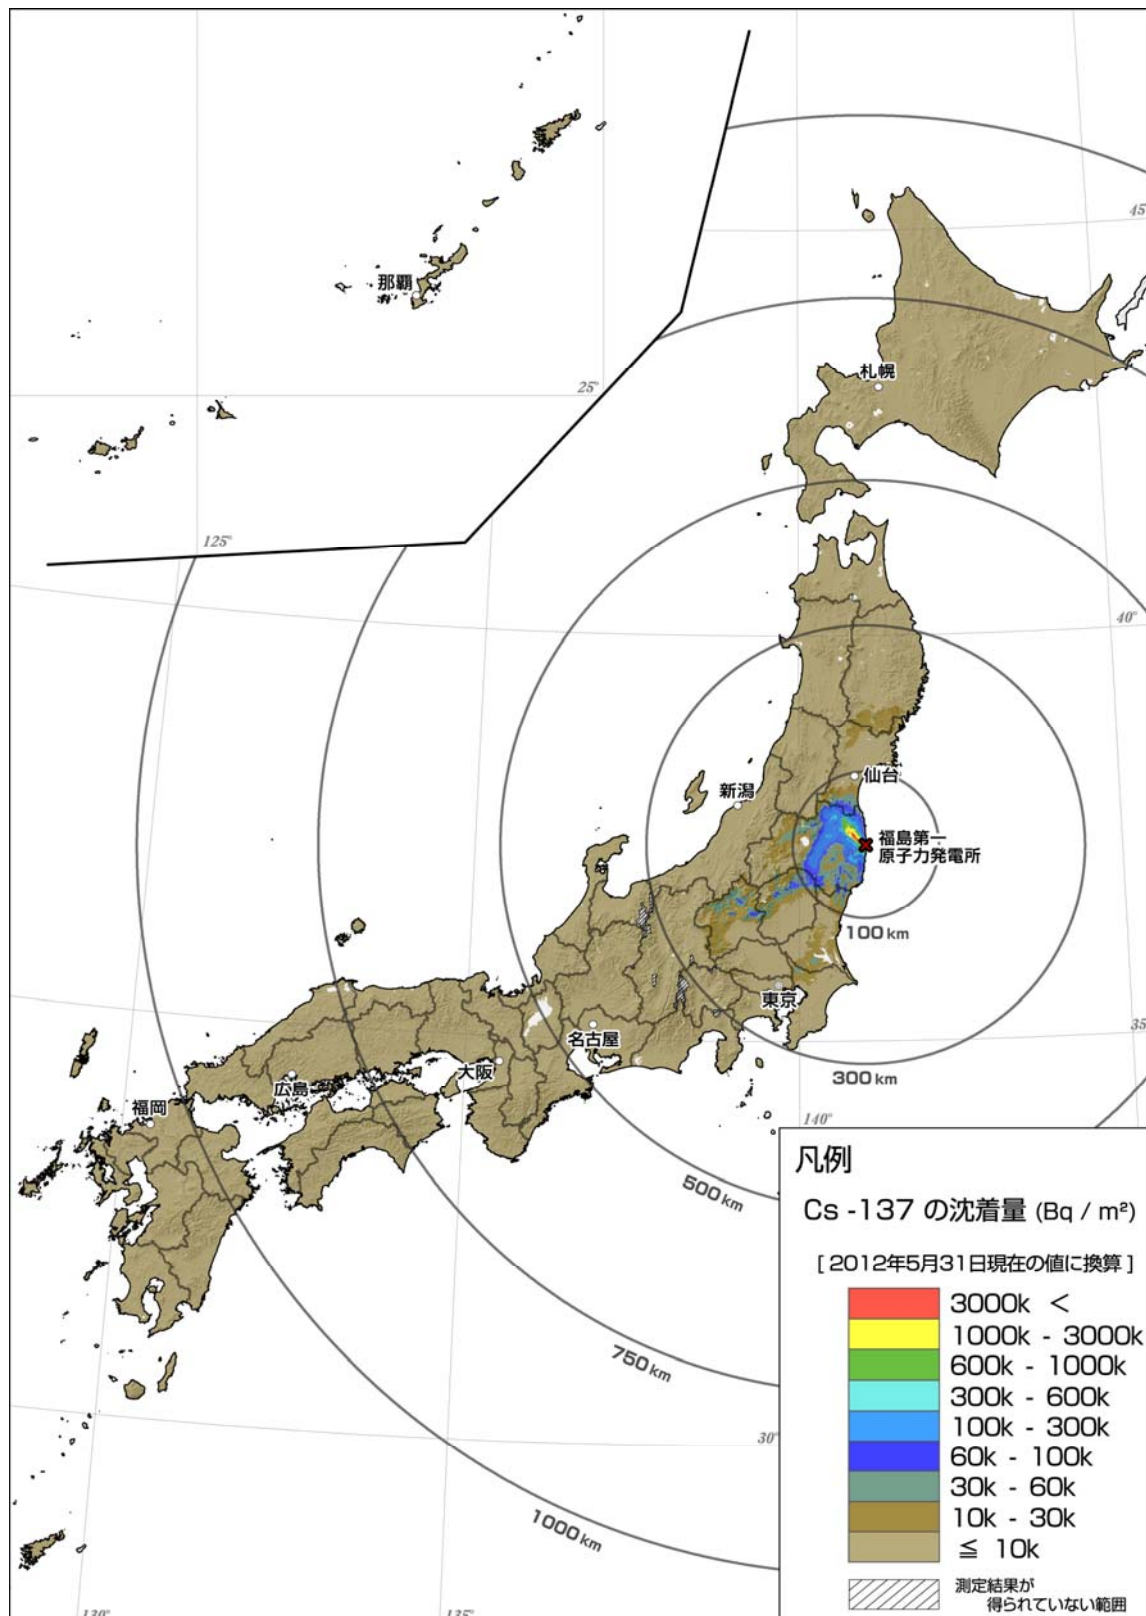 45°
那覇
札幌
25°
125°
40°
仙台
新潟
福島第一
原子力発電所
100 km
東京
35°
名古屋
大阪
広島
300 km
福岡
140°
500 km
750 km
30°
1000 km
130°
135°
凡例
Cs -137 の沈着量 (Bq / m²)
[ 2012年5月31日現在の値に換算 ]
3000k <
1000k - 3000k
600k - 1000k
300k - 600k
100k - 300k
60k - 100k
30k - 60k
10k - 30k
≦ 10k
測定結果が
得られていない範囲